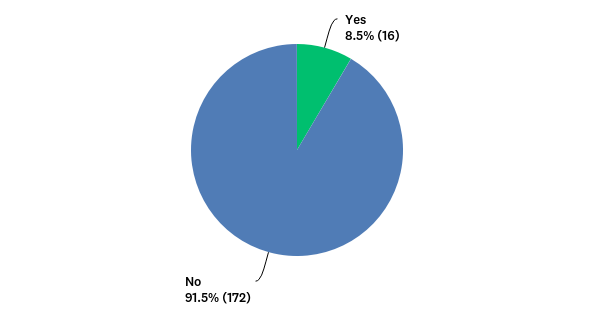 Yes
8.5% (16)
No
91.5% (172)